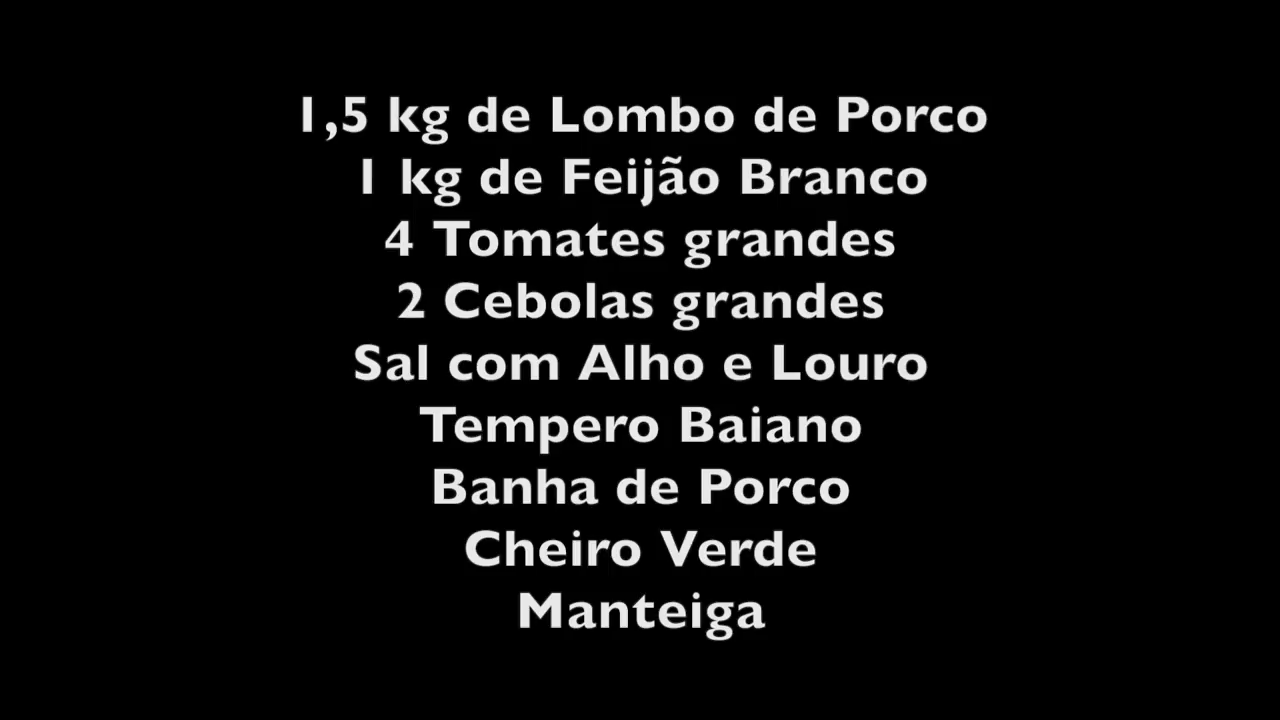 1,5 kg de Lombo de Porco
1 kg de Feijão Branco
4 Tomates grandes
2 Cebolas grandes
Sal com Alho e Louro
Tempero Baiano
Banha de Porco
Cheiro Verde
Manteiga